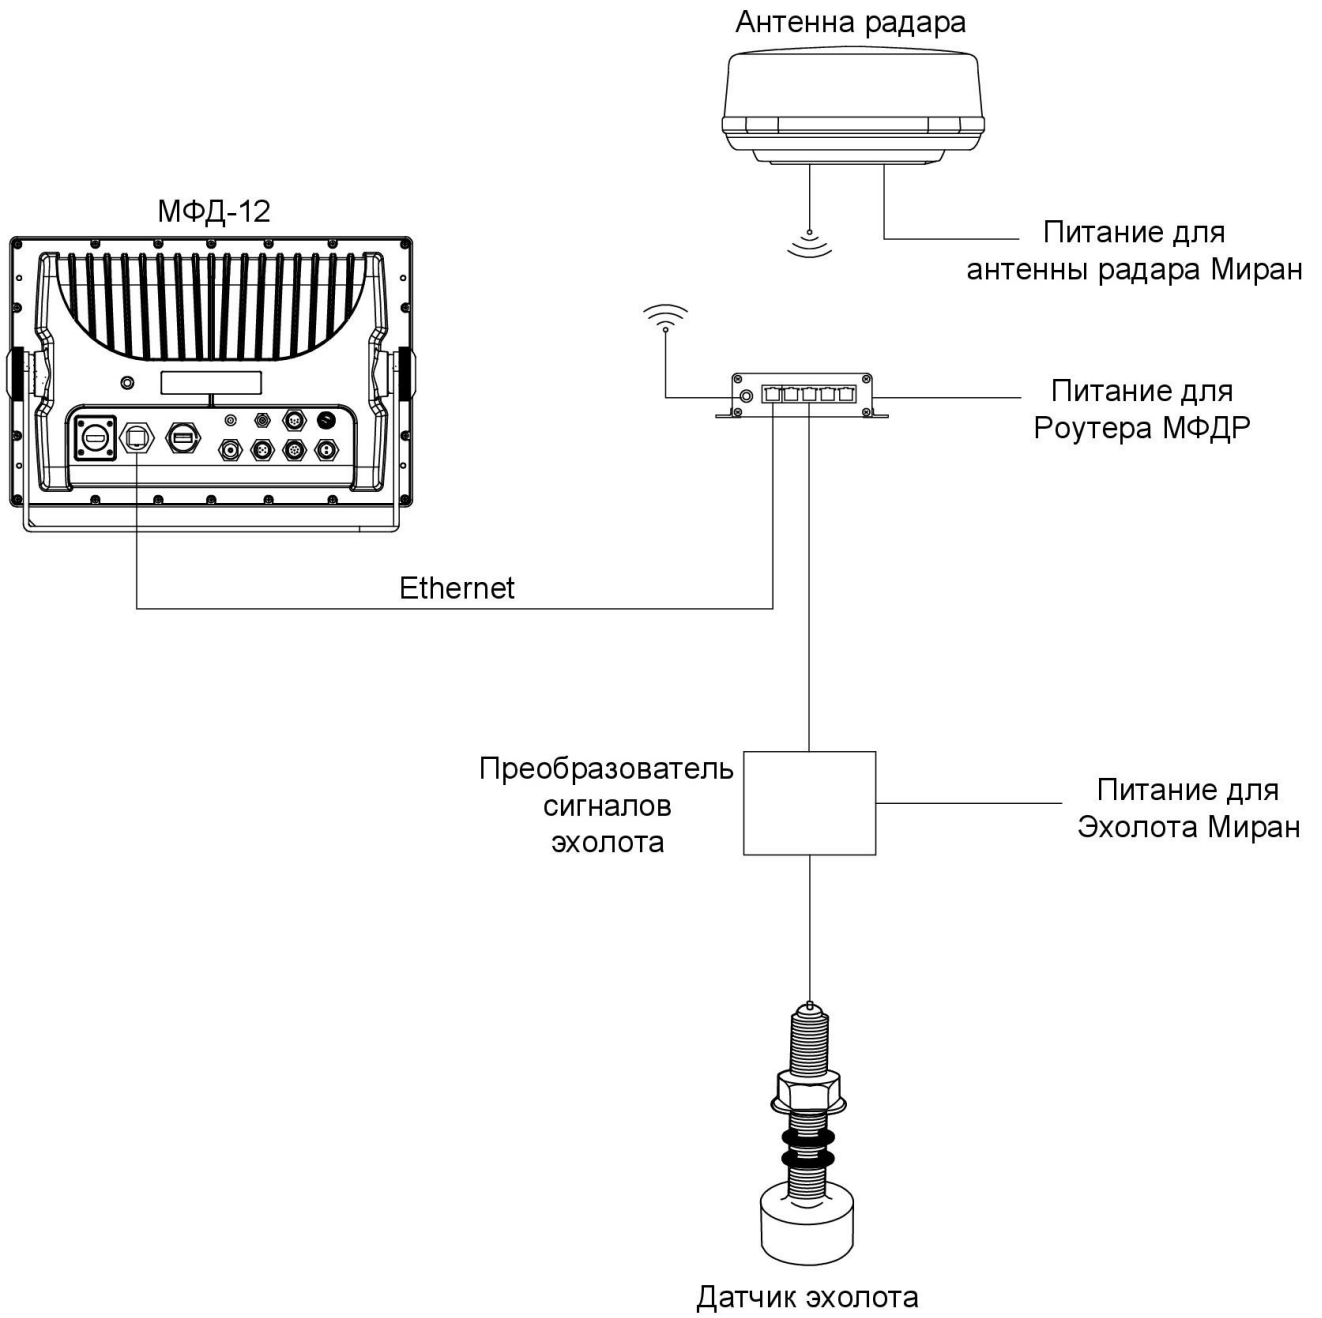 Антенна радара
МФД-12
Питание для
антенны радара Миран
Питание для
Роутера МФДР
Ethernet
Преобразователь
сигналов
эхолота
Питание для
Эхолота Миран
Датчик эхолота